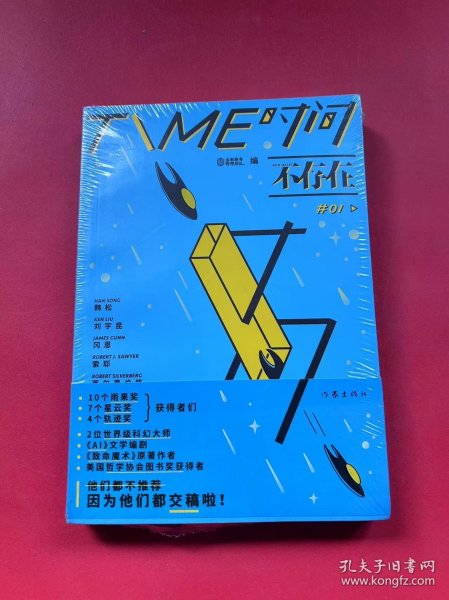 TIME时间
不存在
编
#01
HAN SONG
韩松
KEN LIU
刘宇昆
JAMES GUNN
冈恩
ROBERT J. SAWYER
索耶
ROBERT SILVERBERG
作家出版社
10个雨果奖
7个星云奖
4个轨迹奖
获得者们
2位世界级科幻大师
《AI》文学编剧
《致命魔术》原著作者
美国哲学协会图书奖获得者
他们都不推荐
因为他们都交稿啦！
孔夫子旧书网
www.kongfz.com